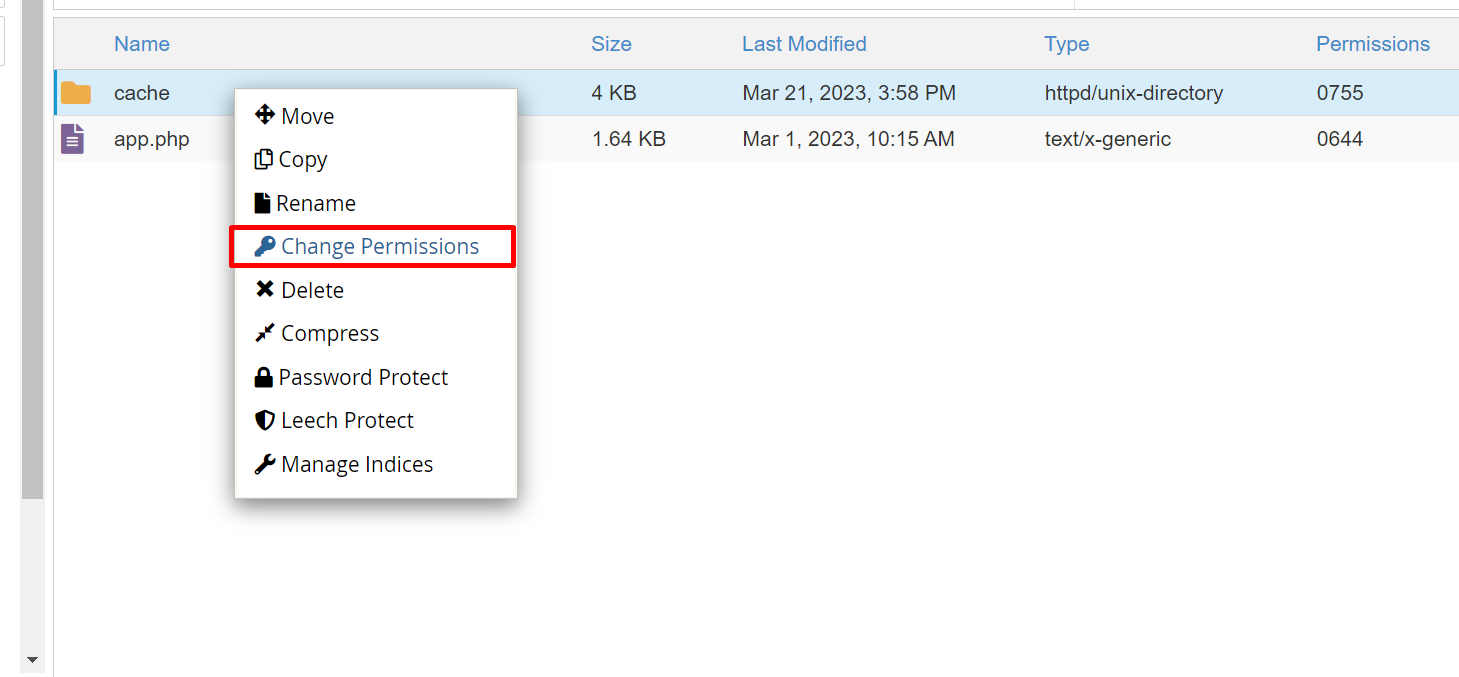 Name Size Last Modified Type Permissions
cache 4 KB Mar 21, 2023, 3:58 PM httpd/unix-directory 0755
app.php 1.64 KB Mar 1, 2023, 10:15 AM text/x-generic 0644
Move
Copy
Rename
Change Permissions
Delete
Compress
Password Protect
Leech Protect
Manage Indices